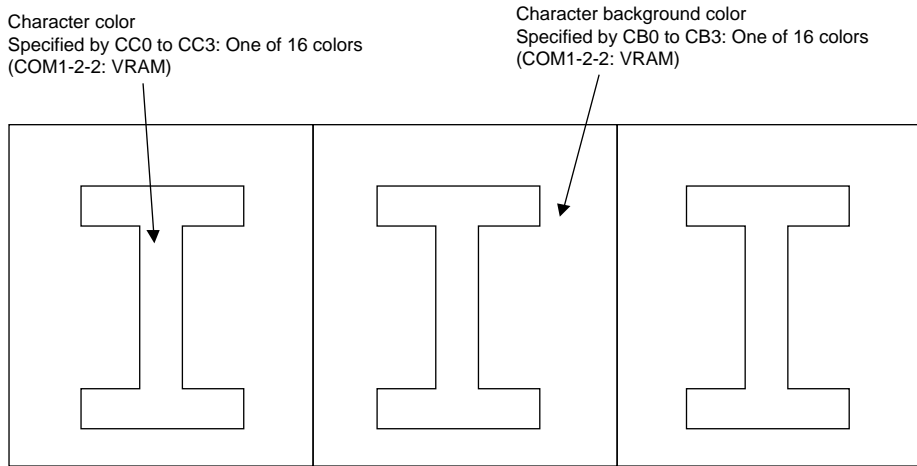 Character color
Specified by CC0 to CC3: One of 16 colors
(COM1-2-2: VRAM)
Character background color
Specified by CB0 to CB3: One of 16 colors
(COM1-2-2: VRAM)
I I I